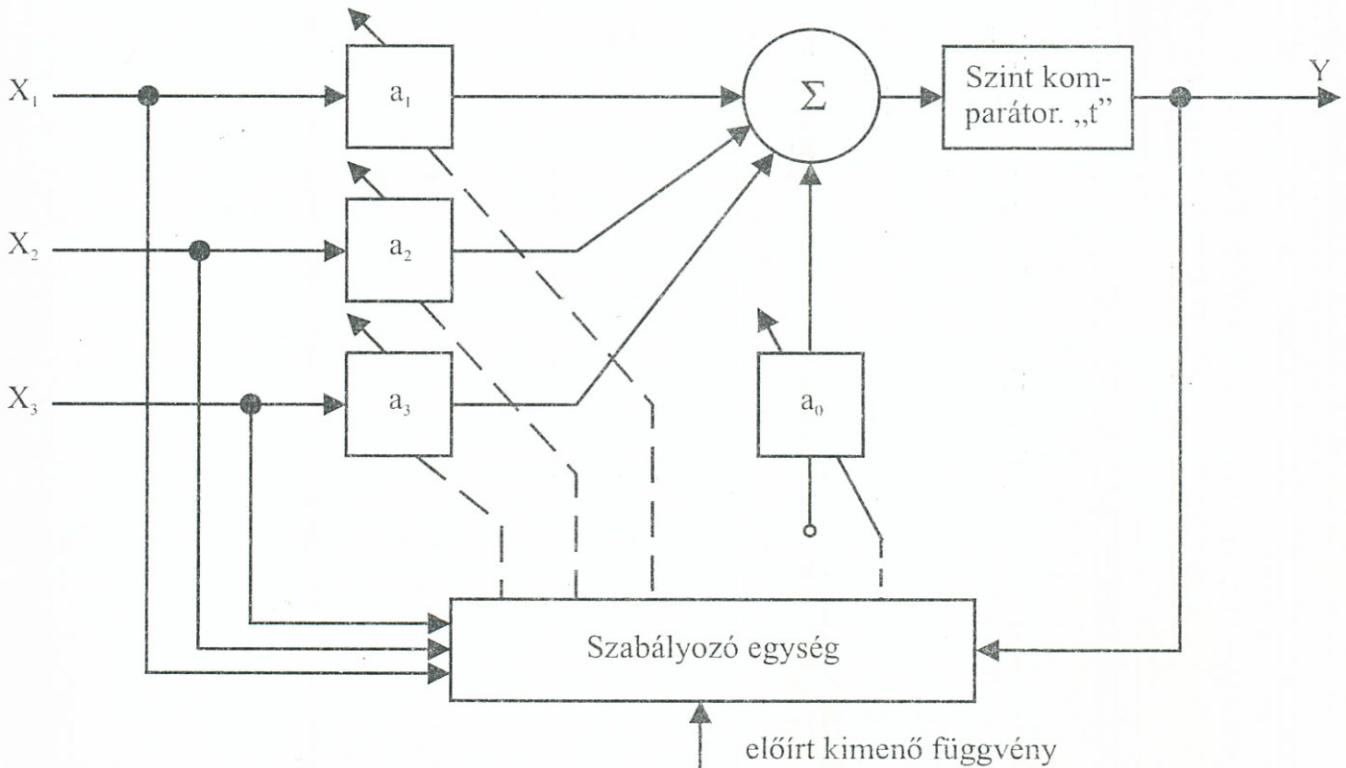 X₁
a₁
Σ
Szint kom-
parátor. „t”
Y
X₂
a₂
X₃
a₃
a₀
Szabályozó egység
előírt kimenő függvény